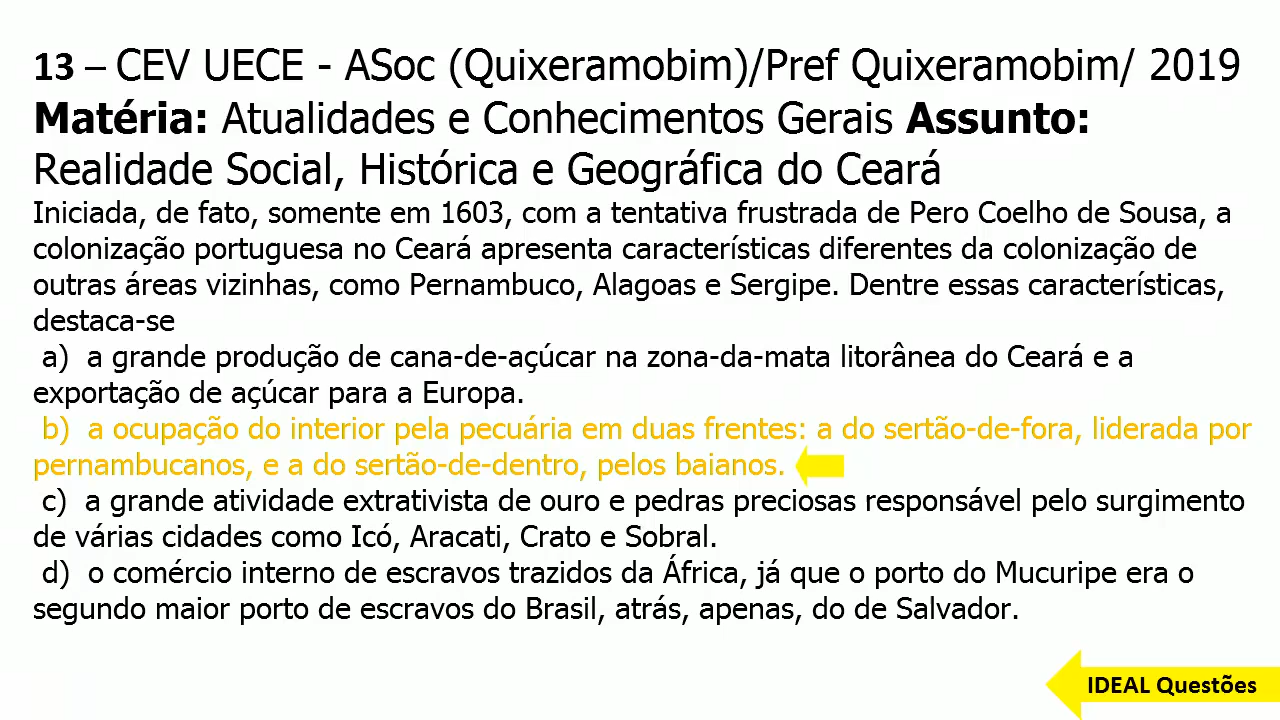 13 – CEV UECE - ASoc (Quixeramobim)/Pref Quixeramobim/ 2019
Matéria: Atualidades e Conhecimentos Gerais Assunto:
Realidade Social, Histórica e Geográfica do Ceará
Iniciada, de fato, somente em 1603, com a tentativa frustrada de Pero Coelho de Sousa, a
colonização portuguesa no Ceará apresenta características diferentes da colonização de
outras áreas vizinhas, como Pernambuco, Alagoas e Sergipe. Dentre essas características,
destaca-se
a) a grande produção de cana-de-açúcar na zona-da-mata litorânea do Ceará e a
exportação de açúcar para a Europa.
b) a ocupação do interior pela pecuária em duas frentes: a do sertão-de-fora, liderada por
pernambucanos, e a do sertão-de-dentro, pelos baianos.
c) a grande atividade extrativista de ouro e pedras preciosas responsável pelo surgimento
de várias cidades como Icó, Aracati, Crato e Sobral.
d) o comércio interno de escravos trazidos da África, já que o porto do Mucuripe era o
segundo maior porto de escravos do Brasil, atrás, apenas, do de Salvador.
IDEAL Questões